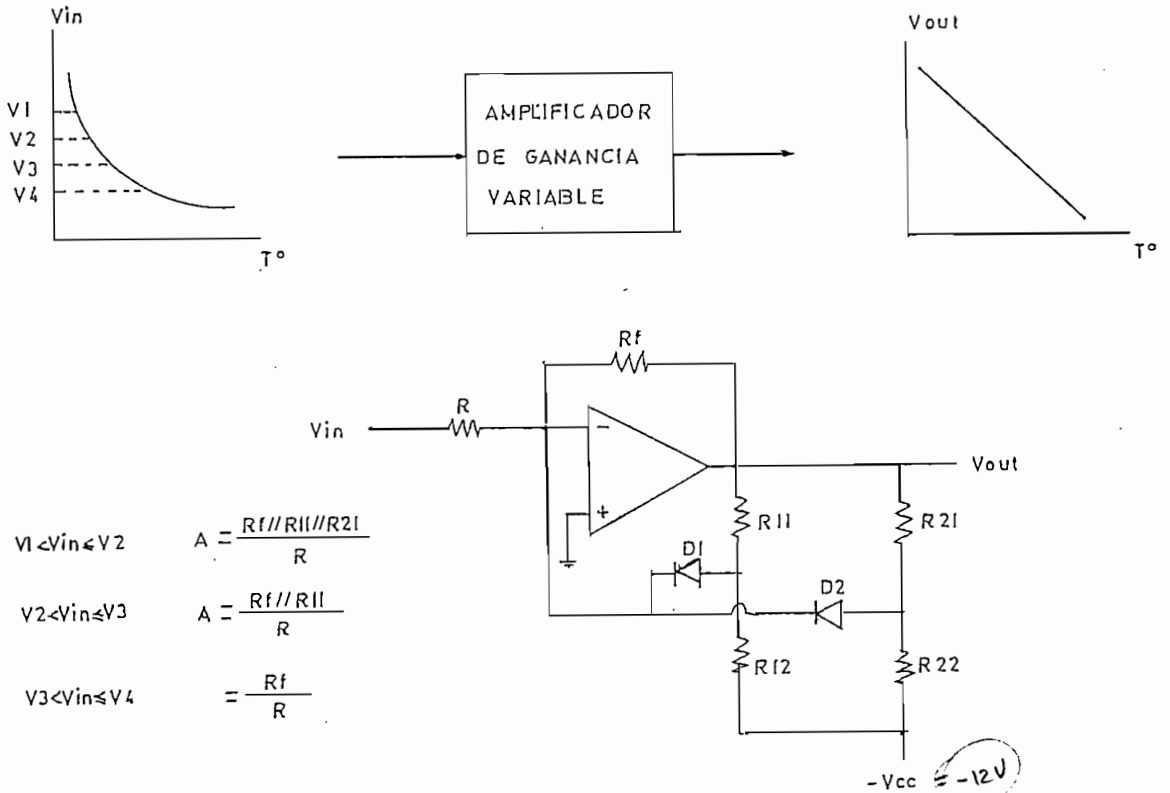 Vin
V1
V2
V3
V4
T°
AMPLIFICADOR
DE GANANCIA
VARIABLE
Vout
T°
Rf
R
Vin
-
+
Vout
R11
R21
D1
D2
R12
R22
-Vcc = -12V
V1<Vin≤V2 A = Rf//R11//R21 / R
V2<Vin≤V3 A = Rf//R11 / R
V3<Vin≤V4 = Rf / R